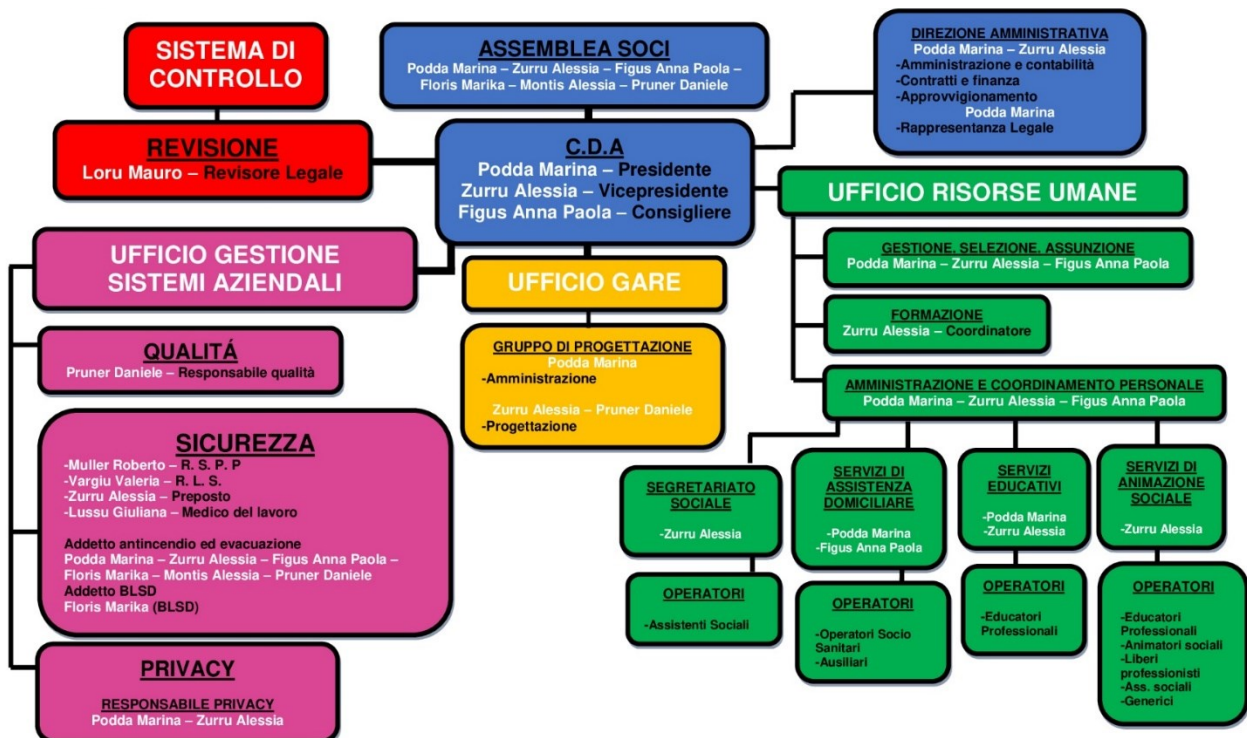 SISTEMA DI
CONTROLLO
REVISIONE
Loru Mauro – Revisore Legale
ASSEMBLEA SOCI
Podda Marina – Zurru Alessia – Figus Anna Paola –
Floris Marika – Montis Alessia – Pruner Daniele
C.D.A
Podda Marina – Presidente
Zurru Alessia – Vicepresidente
Figus Anna Paola – Consigliere
DIREZIONE AMMINISTRATIVA
Podda Marina – Zurru Alessia
-Amministrazione e contabilità
-Contratti e finanza
-Approvvigionamento
Podda Marina
-Rappresentanza Legale
UFFICIO GESTIONE
SISTEMI AZIENDALI
QUALITÁ
Pruner Daniele – Responsabile qualità
SICUREZZA
-Muller Roberto – R. S. P. P
-Vargiu Valeria – R. L. S.
-Zurru Alessia – Preposto
-Lussu Giuliana – Medico del lavoro
Addetto antincendio ed evacuazione
Podda Marina – Zurru Alessia – Figus Anna Paola –
Floris Marika – Montis Alessia – Pruner Daniele
Addetto BLSD
Floris Marika (BLSD)
PRIVACY
RESPONSABILE PRIVACY
Podda Marina – Zurru Alessia
UFFICIO GARE
GRUPPO DI PROGETTAZIONE
Podda Marina
-Amministrazione
Zurru Alessia – Pruner Daniele
-Progettazione
UFFICIO RISORSE UMANE
GESTIONE, SELEZIONE, ASSUNZIONE
Podda Marina – Zurru Alessia – Figus Anna Paola
FORMAZIONE
Zurru Alessia – Coordinatore
AMMINISTRAZIONE E COORDINAMENTO PERSONALE
Podda Marina – Zurru Alessia – Figus Anna Paola
SEGRETARIATO
SOCIALE
-Zurru Alessia
OPERATORI
-Assistenti Sociali
SERVIZI DI
ASSISTENZA
DOMICILIARE
-Podda Marina
-Figus Anna Paola
OPERATORI
-Operatori Socio
Sanitari
-Ausiliari
SERVIZI
EDUCATIVI
-Podda Marina
-Zurru Alessia
OPERATORI
-Educatori
Professionali
SERVIZI DI
ANIMAZIONE
SOCIALE
-Zurru Alessia
OPERATORI
-Educatori
Professionali
-Animatori sociali
-Liberi
professionisti
-Ass. sociali
-Generici